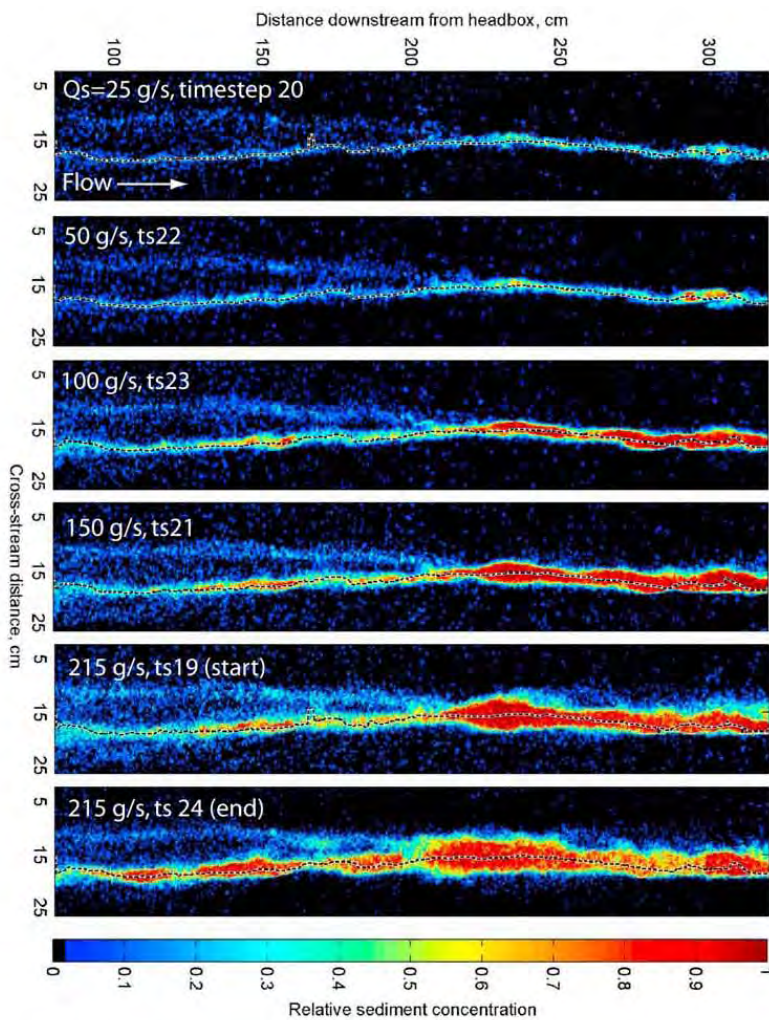 Distance downstream from headbox, cm
100 150 200 250 300
5
15
25
Qs=25 g/s, timestep 20
Flow
5
15
25
50 g/s, ts22
5
15
25
100 g/s, ts23
5
15
25
150 g/s, ts21
5
15
25
215 g/s, ts19 (start)
5
15
25
215 g/s, ts 24 (end)
Cross-stream distance, cm
0 0.1 0.2 0.3 0.4 0.5 0.6 0.7 0.8 0.9 1
Relative sediment concentration